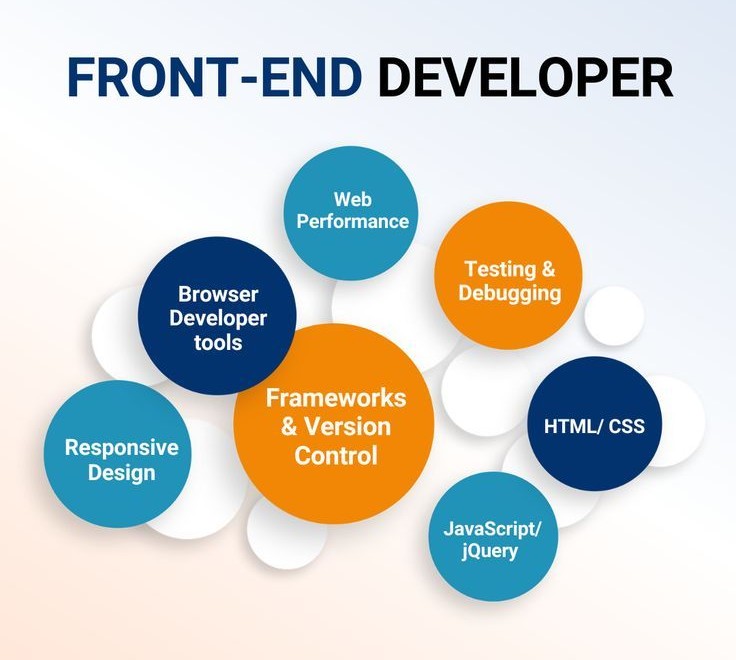 FRONT-END DEVELOPER
Web
Performance
Testing &
Debugging
Browser
Developer
tools
Frameworks
& Version
Control
HTML/ CSS
Responsive
Design
JavaScript/
jQuery